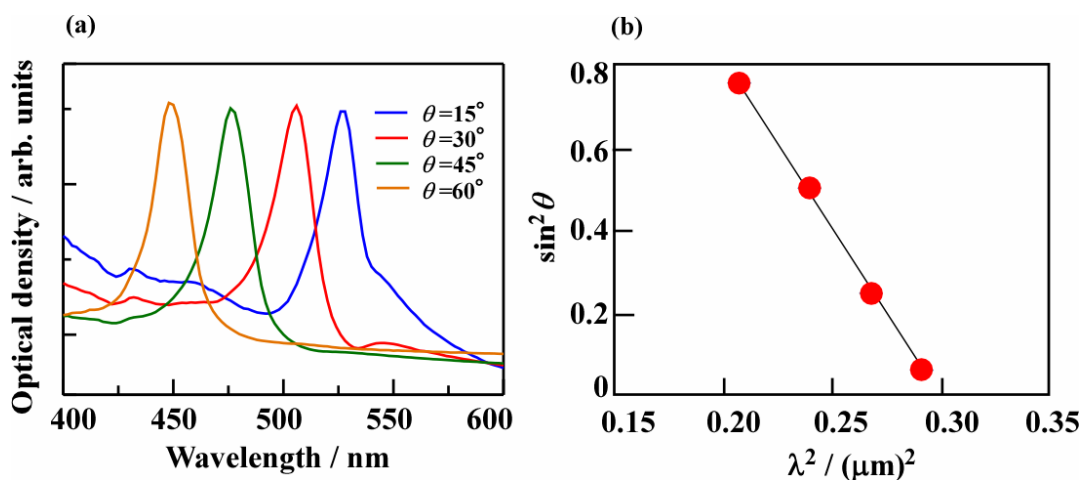 (a)
Optical density / arb. units
θ=15°
θ=30°
θ=45°
θ=60°
400 450 500 550 600
Wavelength / nm
(b)
sin²θ
0.8
0.6
0.4
0.2
0
0.15 0.20 0.25 0.30 0.35
λ² / (μm)²